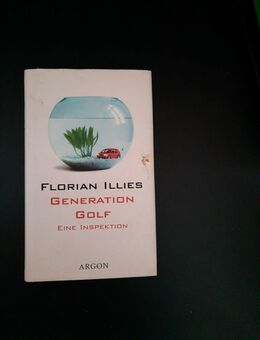 FLORIAN ILLIES
GENERATION
GOLF
EINE INSPEKTION
ARGON